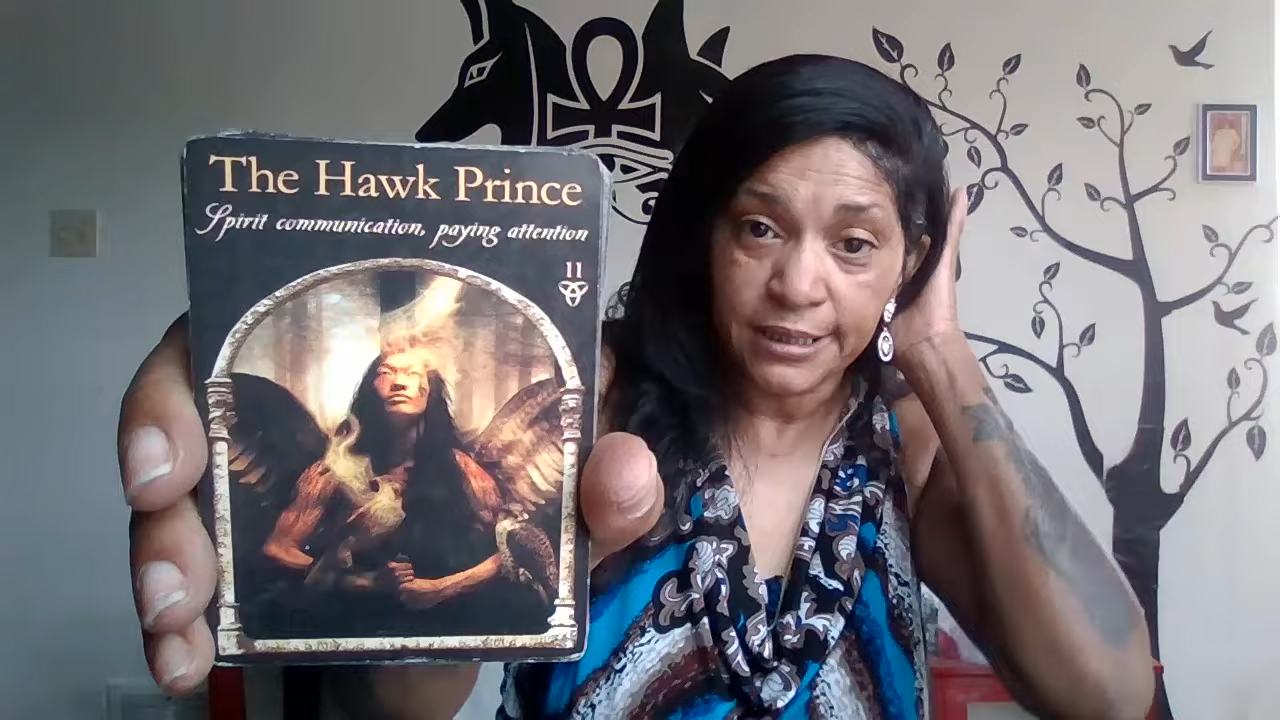 The Hawk Prince
Spirit communication, paying attention
11